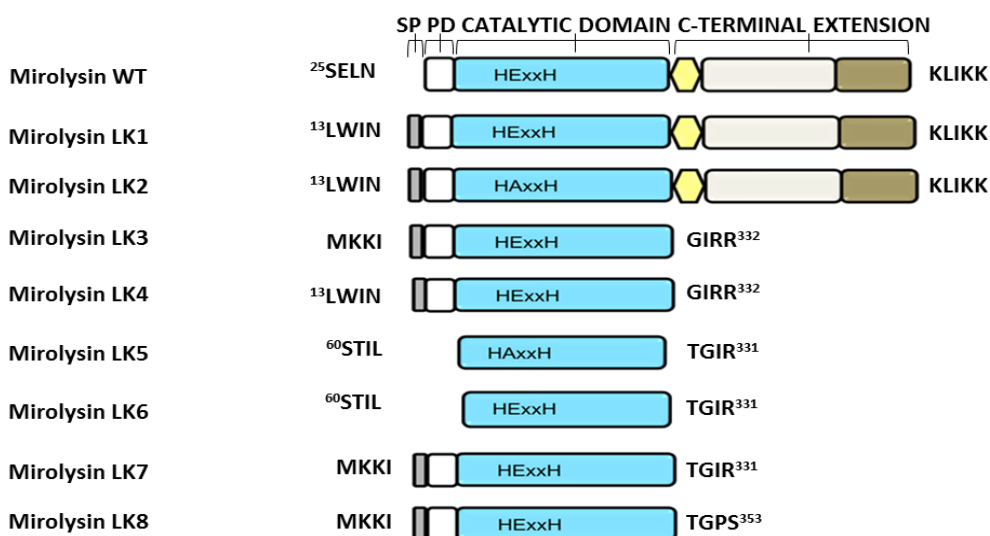 SP PD CATALYTIC DOMAIN C-TERMINAL EXTENSION
Mirolysin WT ²⁵SELN HExxH KLIKK
Mirolysin LK1 ¹³LWIN HExxH KLIKK
Mirolysin LK2 ¹³LWIN HAxxH KLIKK
Mirolysin LK3 MKKI HExxH GIRR³³²
Mirolysin LK4 ¹³LWIN HExxH GIRR³³²
Mirolysin LK5 ⁶⁰STIL HAxxH TGIR³³¹
Mirolysin LK6 ⁶⁰STIL HExxH TGIR³³¹
Mirolysin LK7 MKKI HExxH TGIR³³¹
Mirolysin LK8 MKKI HExxH TGPS³⁵³